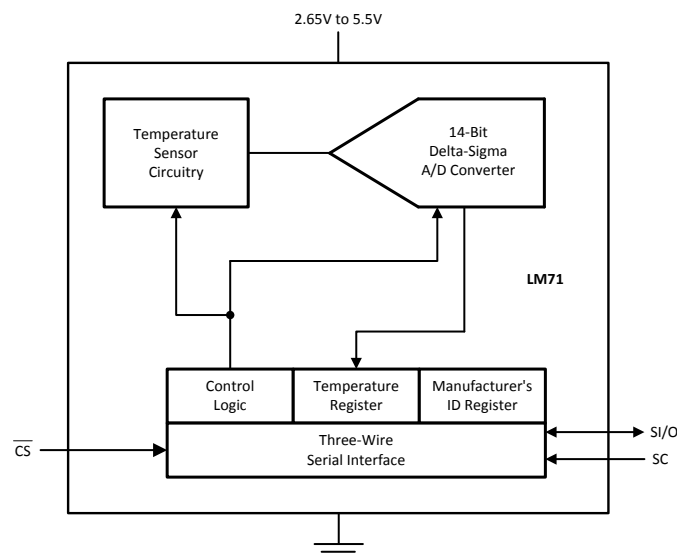 2.65V to 5.5V
Temperature
Sensor
Circuitry
14-Bit
Delta-Sigma
A/D Converter
LM71
Control
Logic
Temperature
Register
Manufacturer's
ID Register
Three-Wire
Serial Interface
CS
SI/O
SC